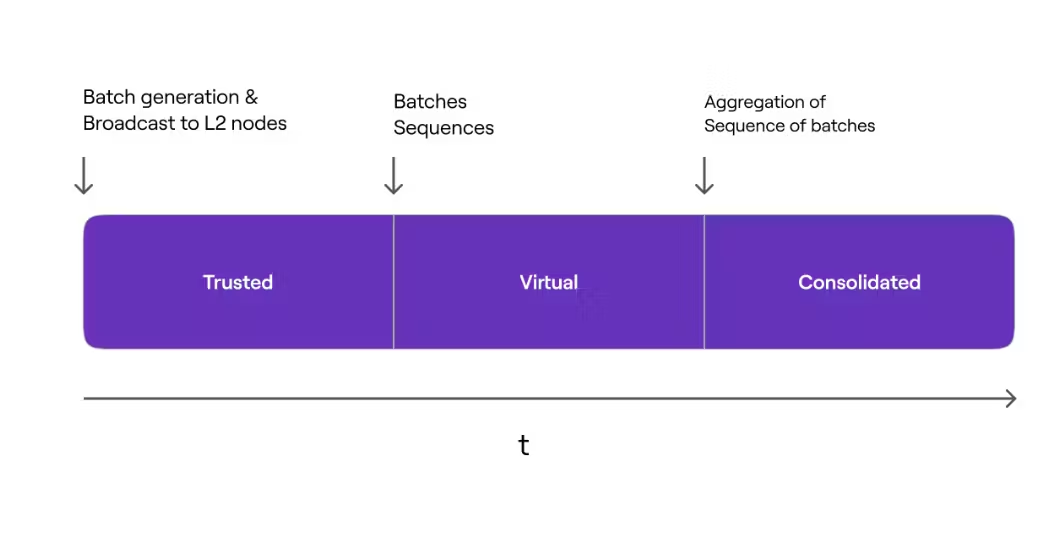 Batch generation &
Broadcast to L2 nodes
Batches
Sequences
Aggregation of
Sequence of batches
Trusted
Virtual
Consolidated
t